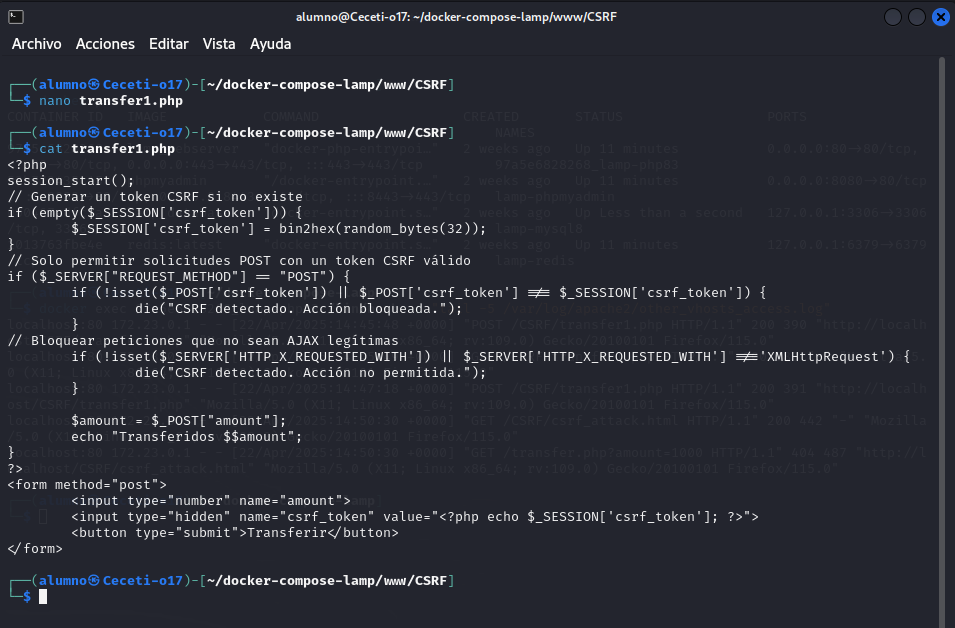 alumno@Ceceti-o17: ~/docker-compose-lamp/www/CSRF
Archivo Acciones Editar Vista Ayuda
┌──(alumno㉿Ceceti-o17)-[~/docker-compose-lamp/www/CSRF]
└─$ nano transfer1.php
┌──(alumno㉿Ceceti-o17)-[~/docker-compose-lamp/www/CSRF]
└─$ cat transfer1.php
<?php
session_start();
// Generar un token CSRF si no existe
if (empty($_SESSION['csrf_token'])) {
        $_SESSION['csrf_token'] = bin2hex(random_bytes(32));
}
// Solo permitir solicitudes POST con un token CSRF válido
if ($_SERVER["REQUEST_METHOD"] == "POST") {
        if (!isset($_POST['csrf_token']) || $_POST['csrf_token'] !== $_SESSION['csrf_token']) {
                die("CSRF detectado. Acción bloqueada.");
        }
// Bloquear peticiones que no sean AJAX legítimas
        if (!isset($_SERVER['HTTP_X_REQUESTED_WITH']) || $_SERVER['HTTP_X_REQUESTED_WITH'] !=='XMLHttpRequest') {
                die("CSRF detectado. Acción no permitida.");
        }

        $amount = $_POST["amount"];
        echo "Transferidos $$amount";
}
?>
<form method="post">
        <input type="number" name="amount">
        <input type="hidden" name="csrf_token" value="<?php echo $_SESSION['csrf_token']; ?>">
        <button type="submit">Transferir</button>
</form>
┌──(alumno㉿Ceceti-o17)-[~/docker-compose-lamp/www/CSRF]
└─$